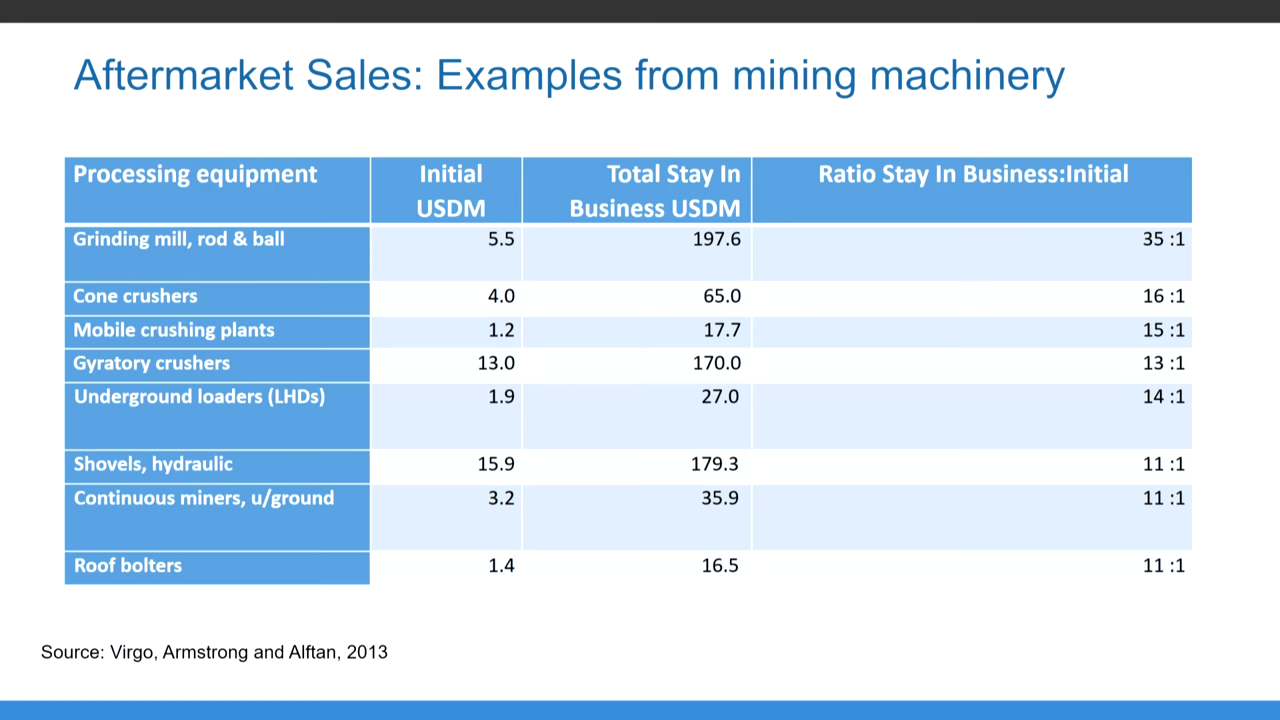 Aftermarket Sales: Examples from mining machinery
Processing equipment Initial USDM Total Stay In Business USDM Ratio Stay In Business:Initial
Grinding mill, rod & ball 5.5 197.6 35 :1
Cone crushers 4.0 65.0 16 :1
Mobile crushing plants 1.2 17.7 15 :1
Gyratory crushers 13.0 170.0 13 :1
Underground loaders (LHDs) 1.9 27.0 14 :1
Shovels, hydraulic 15.9 179.3 11 :1
Continuous miners, u/ground 3.2 35.9 11 :1
Roof bolters 1.4 16.5 11 :1
Source: Virgo, Armstrong and Alftan, 2013